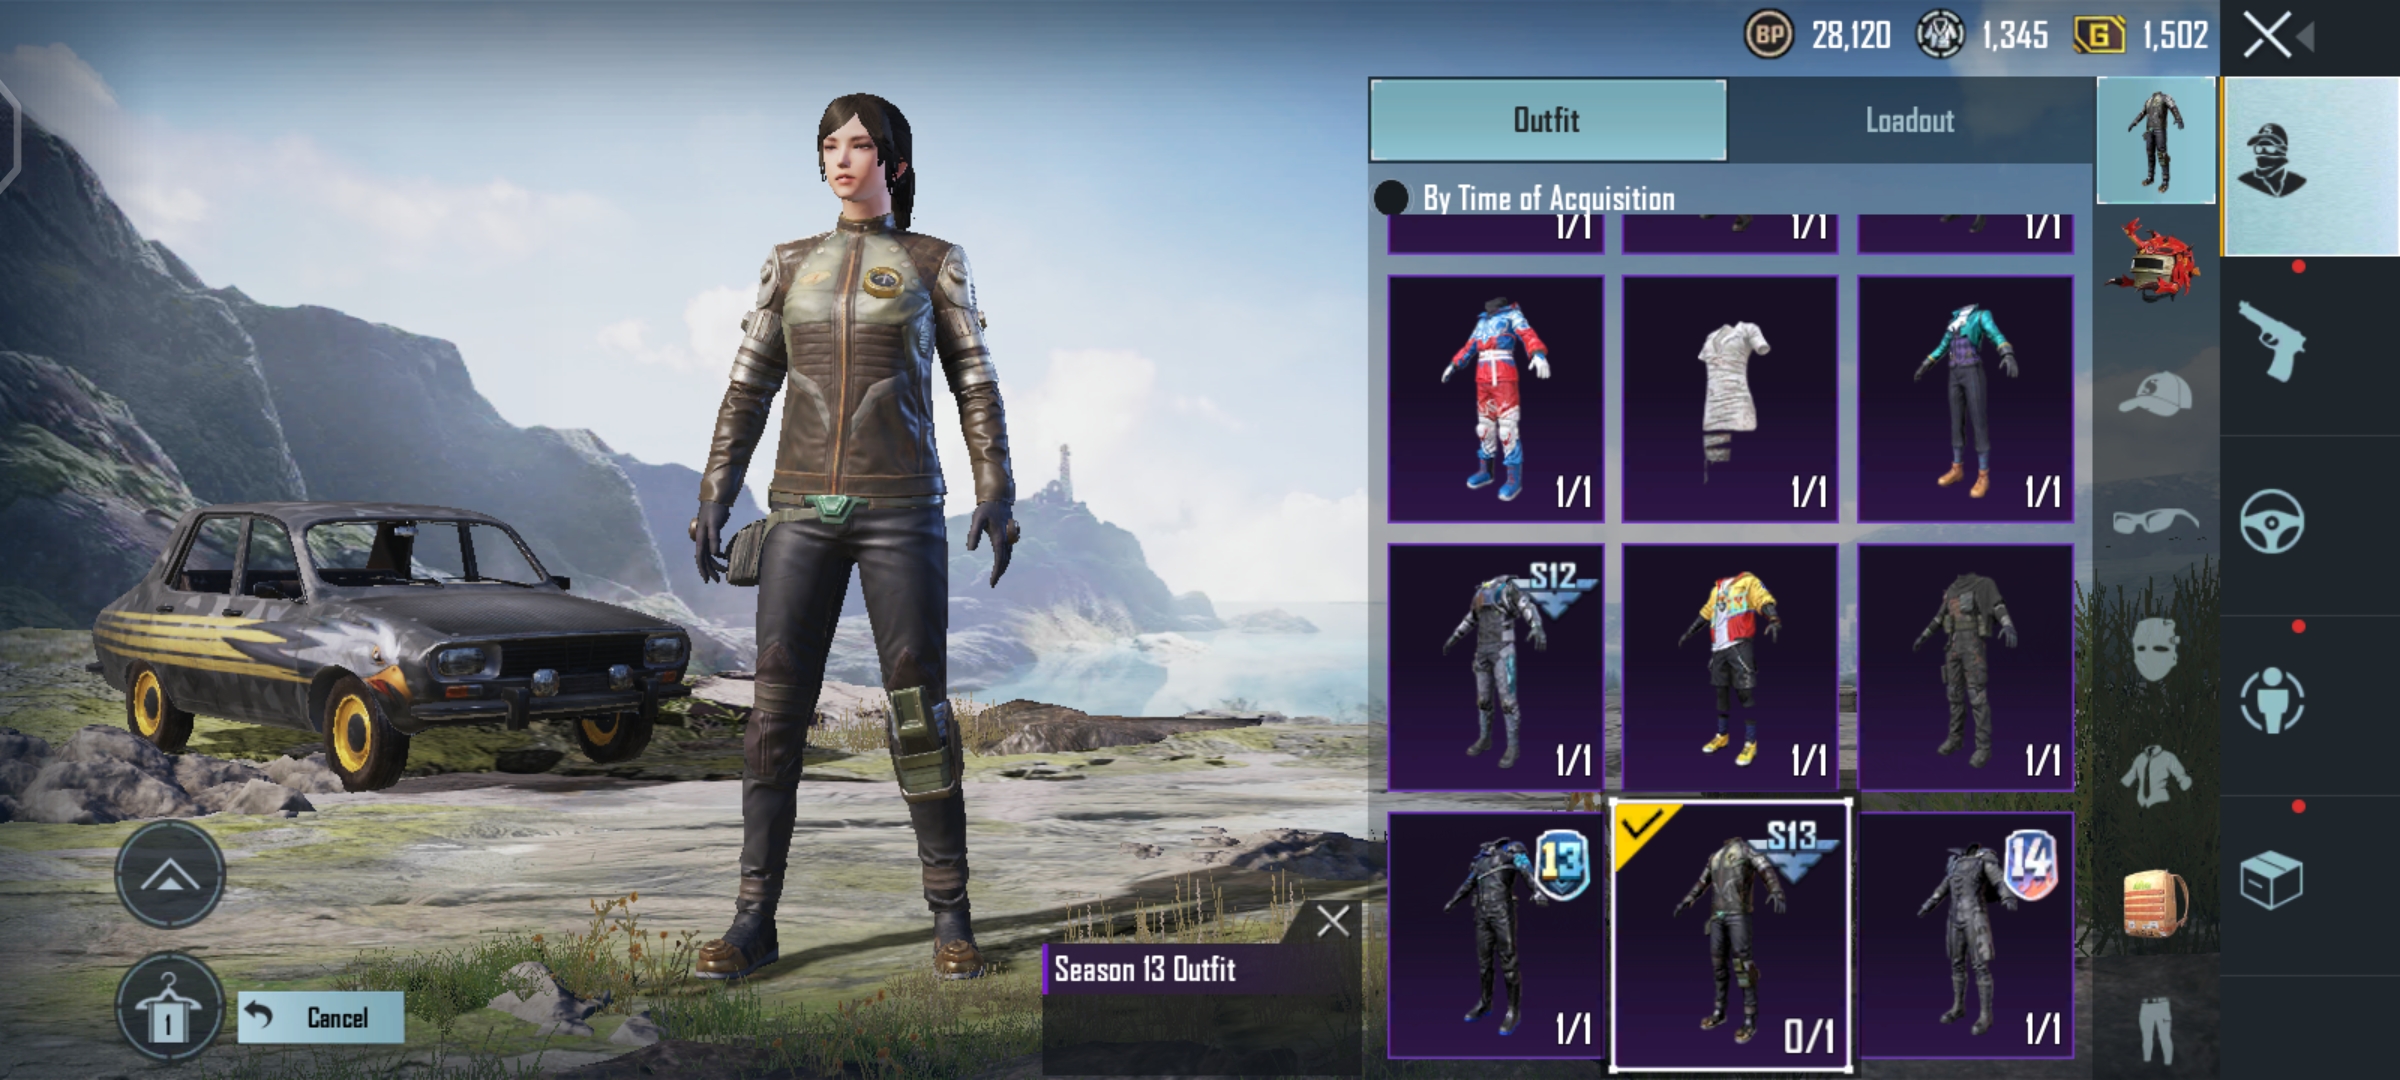 BP 28,120 1,345 G 1,502
Outfit Loadout
By Time of Acquisition
1/1 1/1 1/1
1/1 1/1 1/1
S12
1/1 1/1 1/1
13 S13 14
1/1 0/1 1/1
Season 13 Outfit
1 Cancel